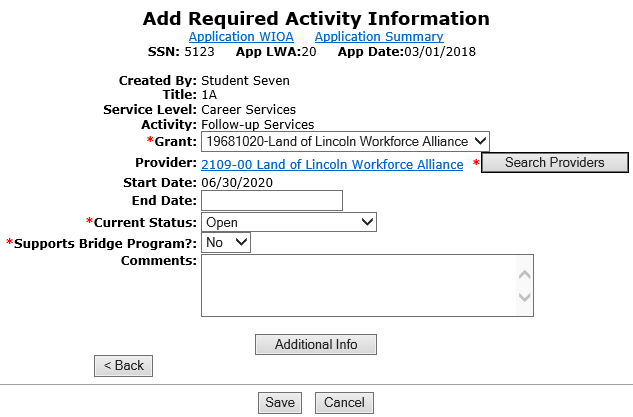 Add Required Activity Information
Application WIOA Application Summary
SSN: 5123 App LWA:20 App Date:03/01/2018
Created By: Student Seven
Title: 1A
Service Level: Career Services
Activity: Follow-up Services
*Grant: 19681020-Land of Lincoln Workforce Alliance
Provider: 2109-00 Land of Lincoln Workforce Alliance * Search Providers
Start Date: 06/30/2020
End Date:
*Current Status: Open
*Supports Bridge Program?: No
Comments:
Additional Info
< Back
Save Cancel